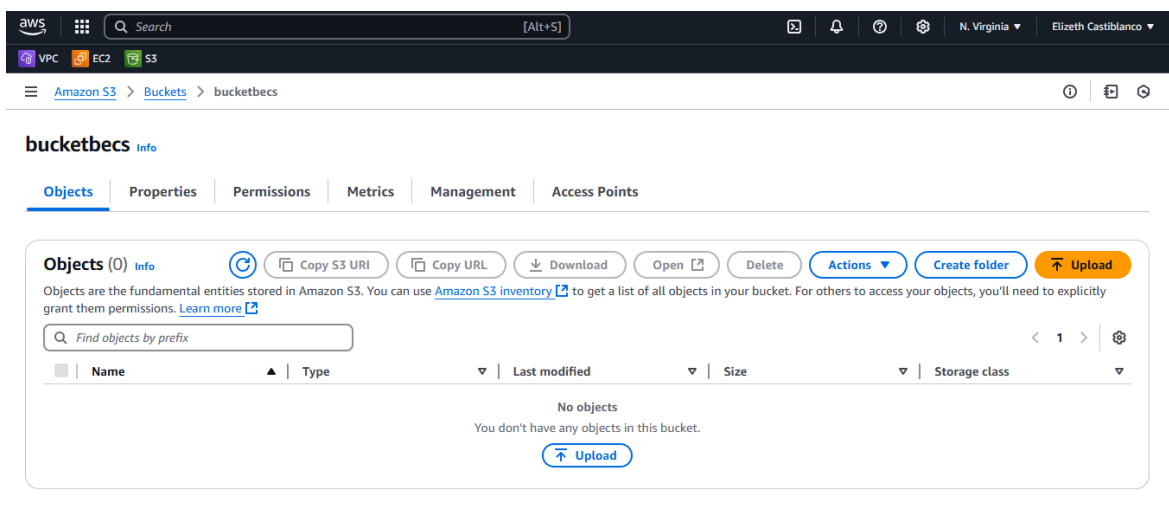 aws Search [Alt+S] N. Virginia Elizeth Castiblanco
VPC EC2 S3
Amazon S3 > Buckets > bucketbecs
bucketbecs Info
Objects Properties Permissions Metrics Management Access Points
Objects (0) Info Copy S3 URI Copy URL Download Open Delete Actions Create folder Upload
Objects are the fundamental entities stored in Amazon S3. You can use Amazon S3 inventory to get a list of all objects in your bucket. For others to access your objects, you'll need to explicitly
grant them permissions. Learn more
Find objects by prefix < 1 >
Name Type Last modified Size Storage class
No objects
You don't have any objects in this bucket.
Upload